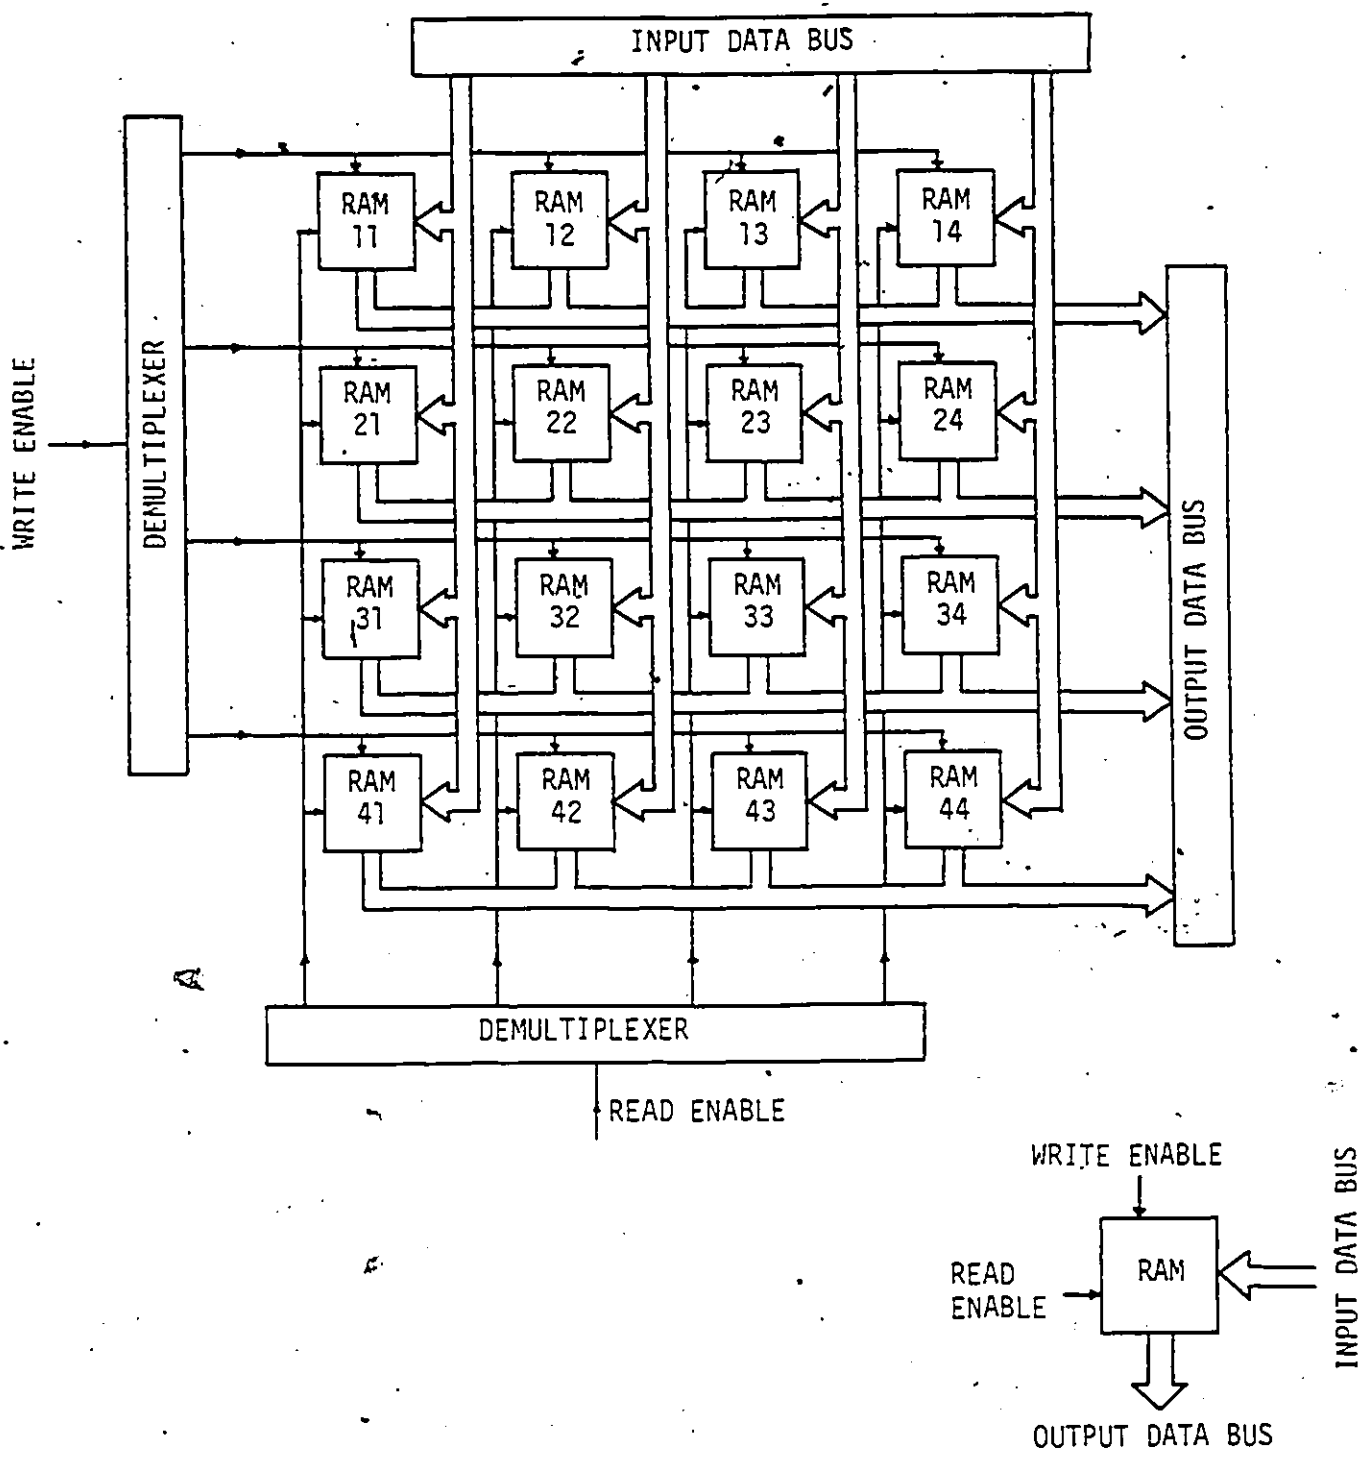 INPUT DATA BUS
WRITE ENABLE
DEMULTIPLEXER
RAM
11
RAM
12
RAM
13
RAM
14
RAM
21
RAM
22
RAM
23
RAM
24
RAM
31
RAM
32
RAM
33
RAM
34
RAM
41
RAM
42
RAM
43
RAM
44
OUTPUT DATA BUS
DEMULTIPLEXER
READ ENABLE
WRITE ENABLE
READ
ENABLE
RAM
INPUT DATA BUS
OUTPUT DATA BUS